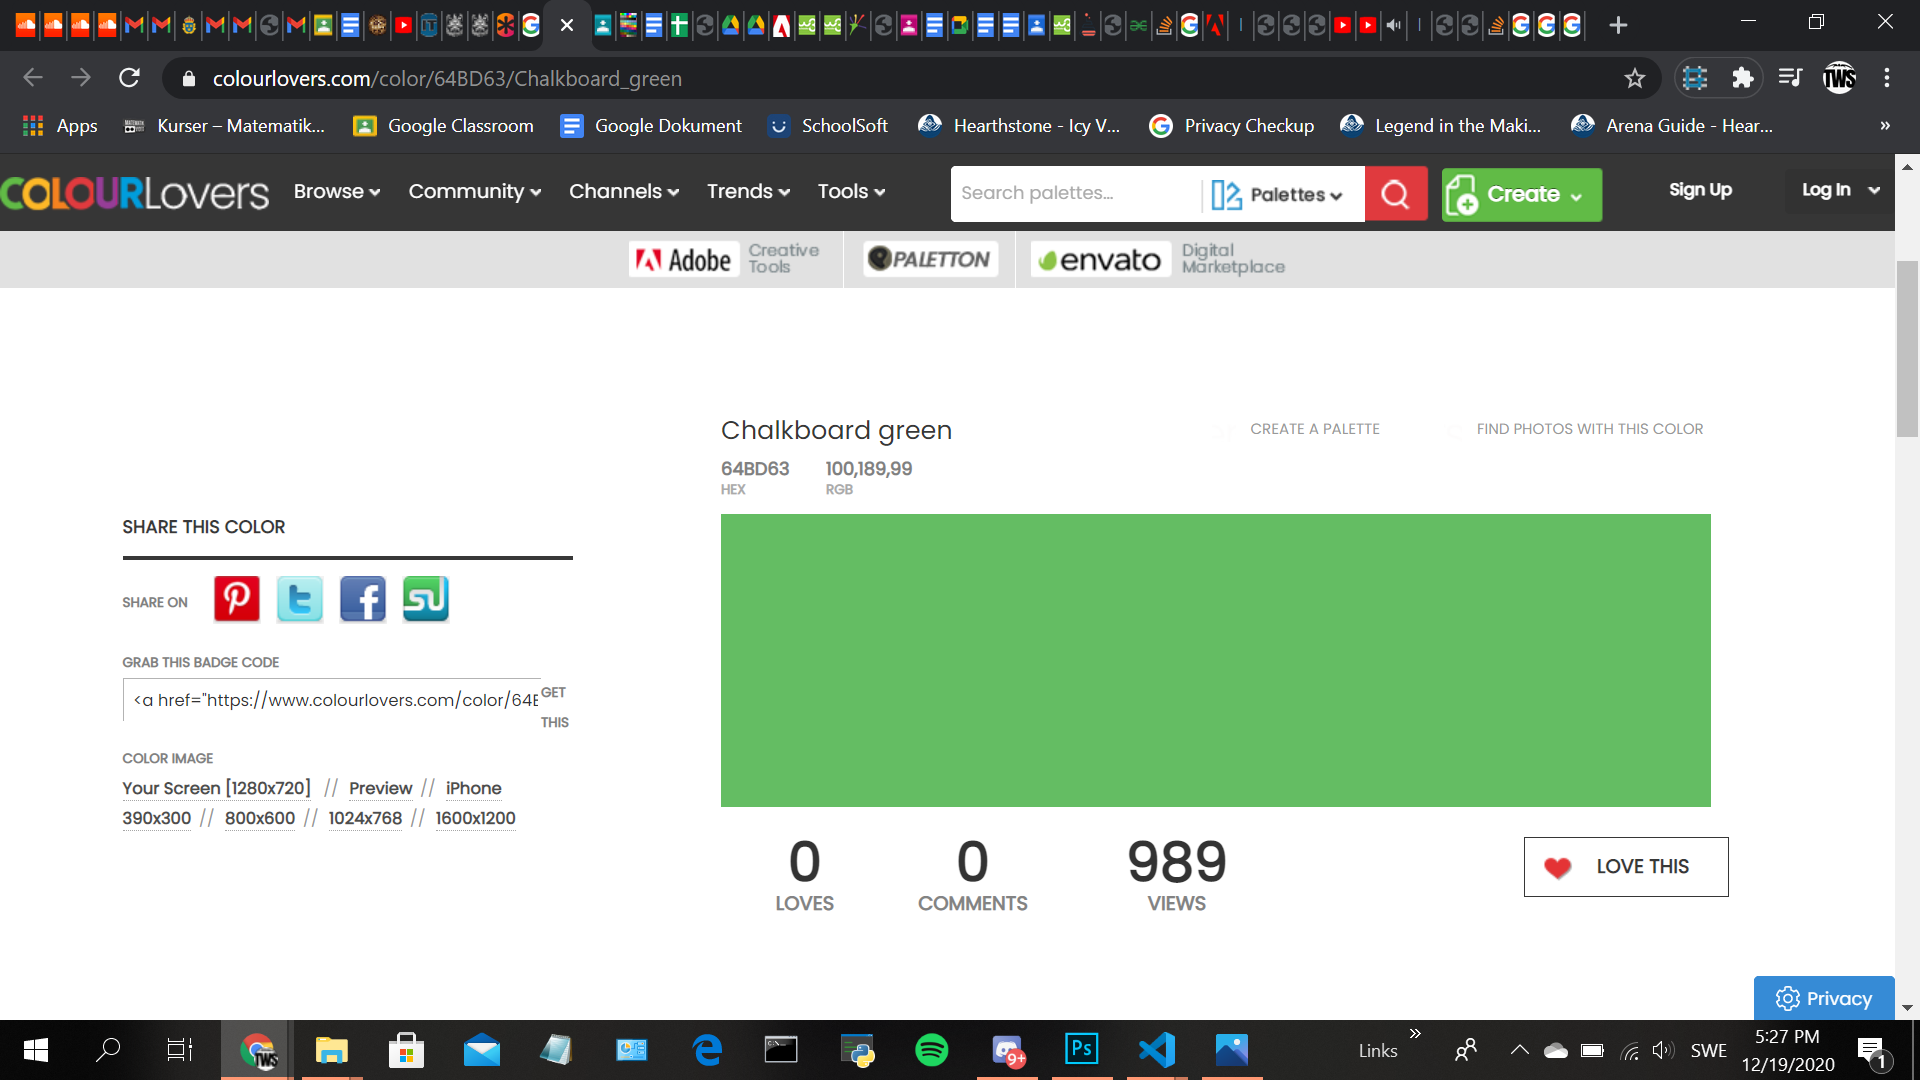 colourlovers.com/color/64BD63/Chalkboard_green
Apps
Kurser – Matematik...
Google Classroom
Google Dokument
SchoolSoft
Hearthstone - Icy V...
Privacy Checkup
Legend in the Maki...
Arena Guide - Hear...
»
COLOURLovers
Browse
Community
Channels
Trends
Tools
Search palettes...
Palettes
Create
Sign Up
Log In
Adobe
Creative
Tools
PALETTON
envato
Digital
Marketplace
Chalkboard green
CREATE A PALETTE
FIND PHOTOS WITH THIS COLOR
64BD63
100,189,99
HEX
RGB
SHARE THIS COLOR
SHARE ON
GRAB THIS BADGE CODE
<a href="https://www.colourlovers.com/color/64B
GET
THIS
COLOR IMAGE
Your Screen [1280x720] // Preview // iPhone
390x300 // 800x600 // 1024x768 // 1600x1200
0
0
989
LOVES
COMMENTS
VIEWS
LOVE THIS
Privacy
TWS
9+
Ps
Links
SWE
5:27 PM
12/19/2020
1